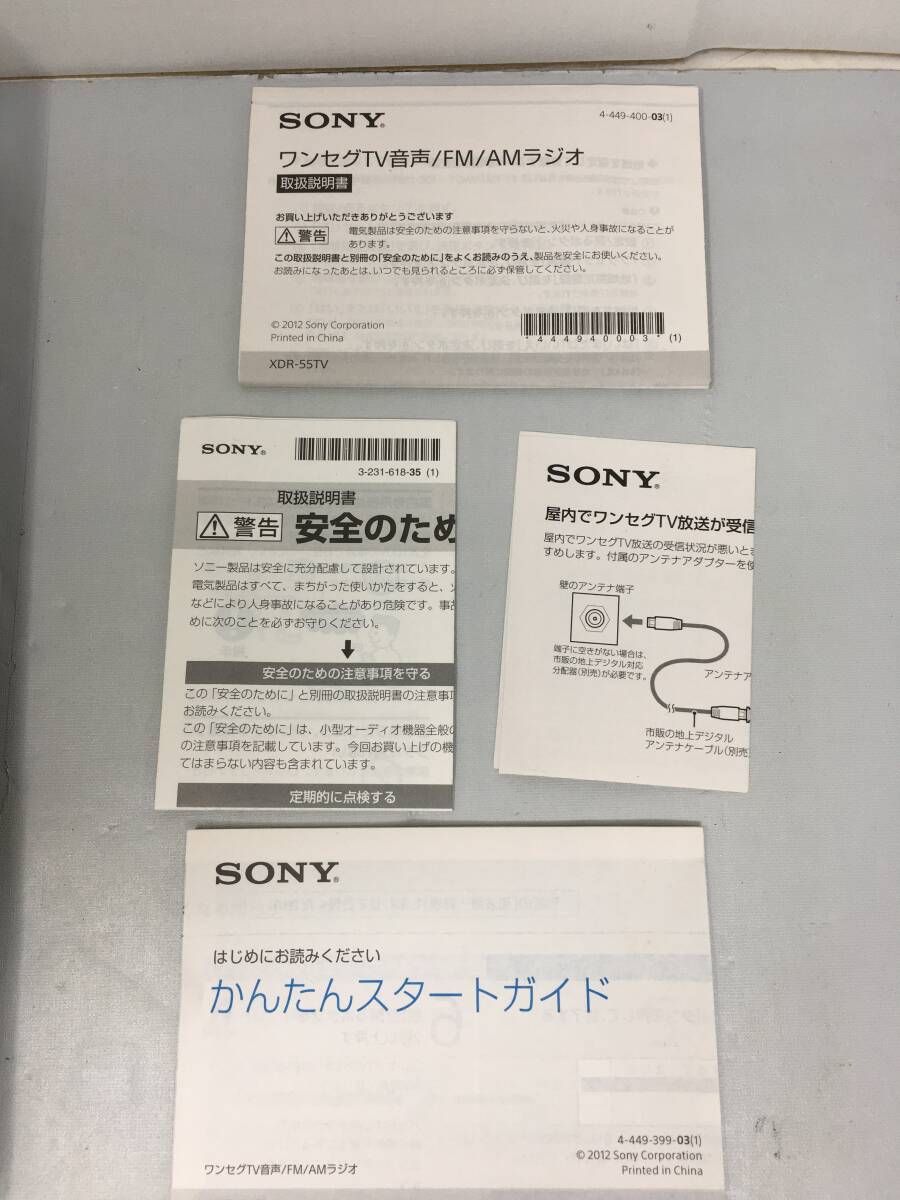 SONY®
4-449-400-03(1)
ワンセグTV音声/FM/AMラジオ
取扱説明書
お買い上げいただきありがとうございます
警告
電気製品は安全のための注意事項を守らないと、火災や人身事故になることが
あります。
この取扱説明書と別冊の「安全のために」をよくお読みのうえ、製品を安全にお使いください。
お読みになったあとは、いつでも見られるところに必ず保管してください。
© 2012 Sony Corporation
Printed in China
*444940003* (1)
XDR-55TV
SONY®
3-231-618-35 (1)
取扱説明書
警告 安全のため
ソニー製品は安全に充分配慮して設計されています。
電気製品はすべて、まちがった使いかたをすると、
などにより人身事故になることがあり危険です。事
めに次のことを必ずお守りください。
安全のための注意事項を守る
この「安全のために」と別冊の取扱説明書の注意事
お読みください。
この「安全のために」は、小型オーディオ機器全般
の注意事項を記載しています。今回お買い上げの機
てはまらない内容も含まれています。
定期的に点検する
SONY®
屋内でワンセグTV放送が受信
屋内でワンセグTV放送の受信状況が悪いとき
すめします。付属のアンテナアダプターを使
壁のアンテナ端子
端子に空きがない場合は、
市販の地上デジタル対応
分配器(別売)が必要です。
アンテナア
市販の地上デジタル
アンテナケーブル(別売)
SONY®
はじめにお読みください
かんたんスタートガイド
4-449-399-03(1)
© 2012 Sony Corporation
Printed in China
ワンセグTV音声/FM/AMラジオ